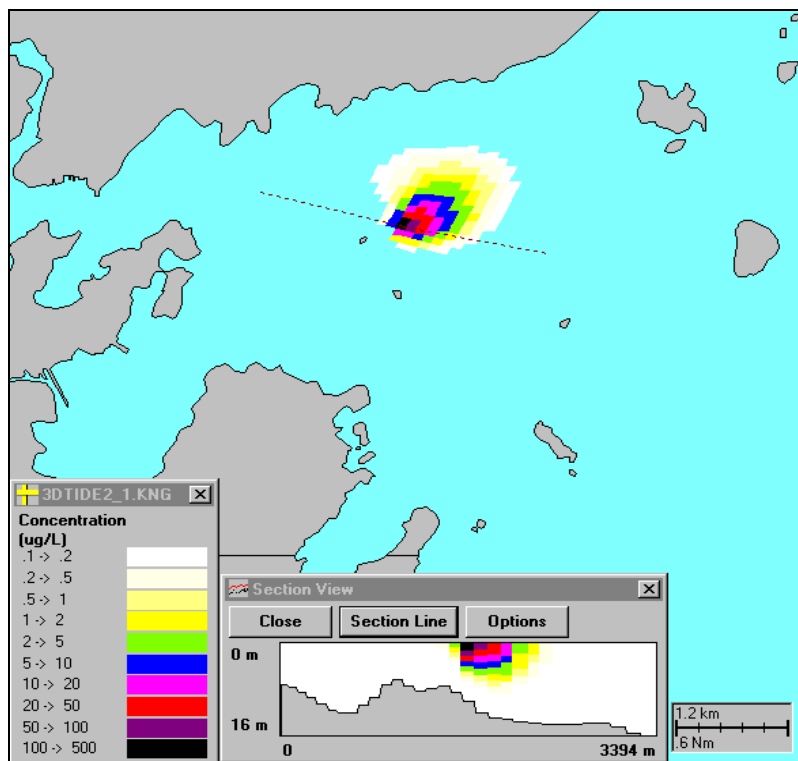 3DTIDE2_1.KNG
Concentration
(ug/L)
.1 -> .2
.2 -> .5
.5 -> 1
1 -> 2
2 -> 5
5 -> 10
10 -> 20
20 -> 50
50 -> 100
100 -> 500
Section View
Close Section Line Options
0 m
16 m
0 3394 m
1.2 km
.6 Nm